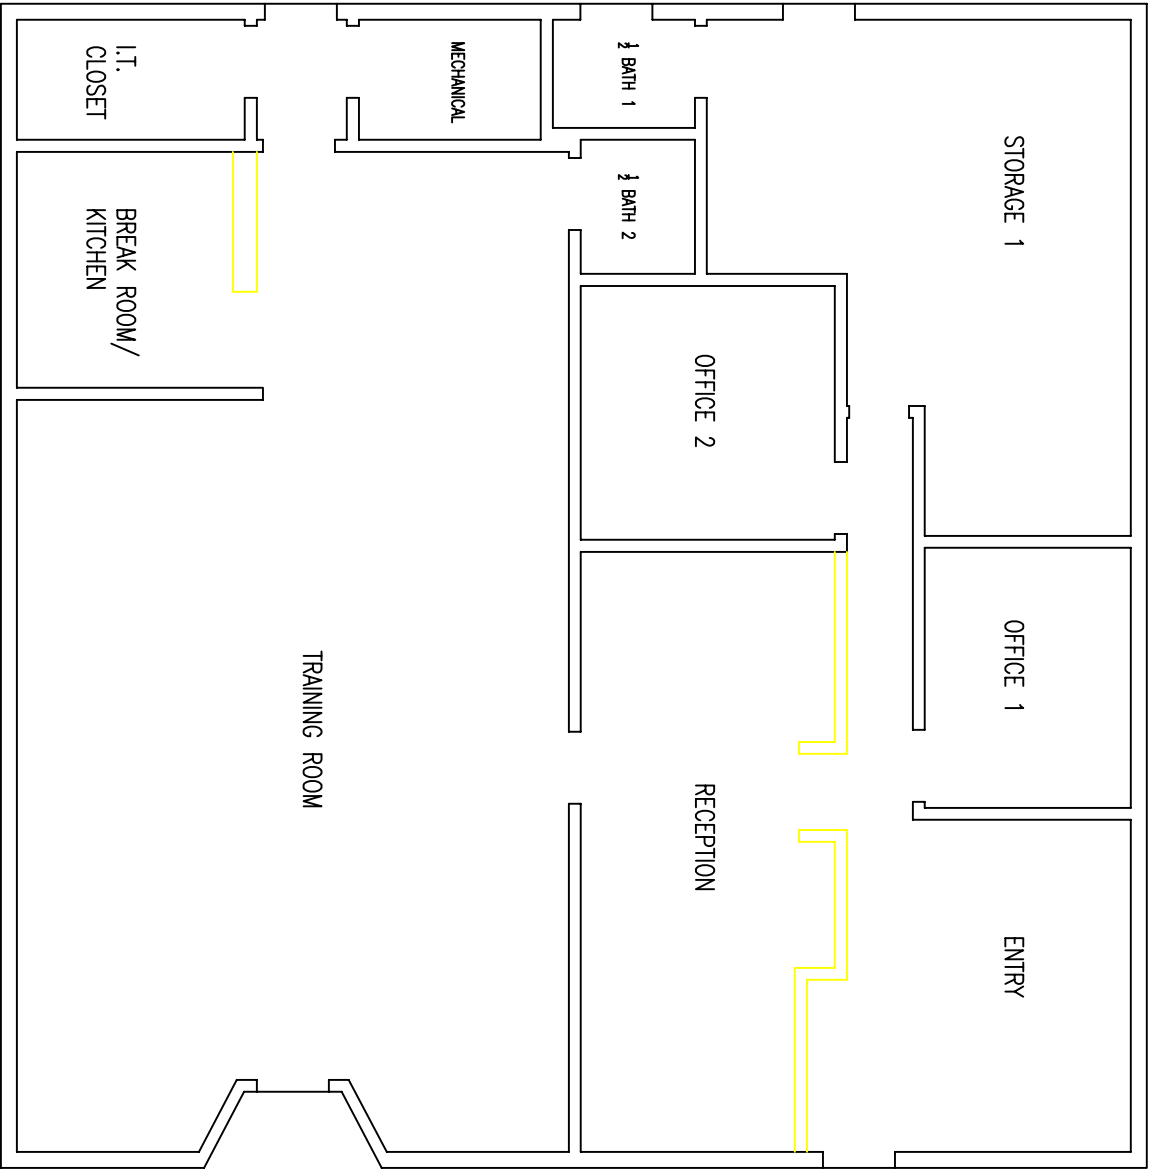 STORAGE 1
OFFICE 1
ENTRY
½ BATH 1
½ BATH 2
OFFICE 2
RECEPTION
MECHANICAL
TRAINING ROOM
I.T.
CLOSET
BREAK ROOM/
KITCHEN